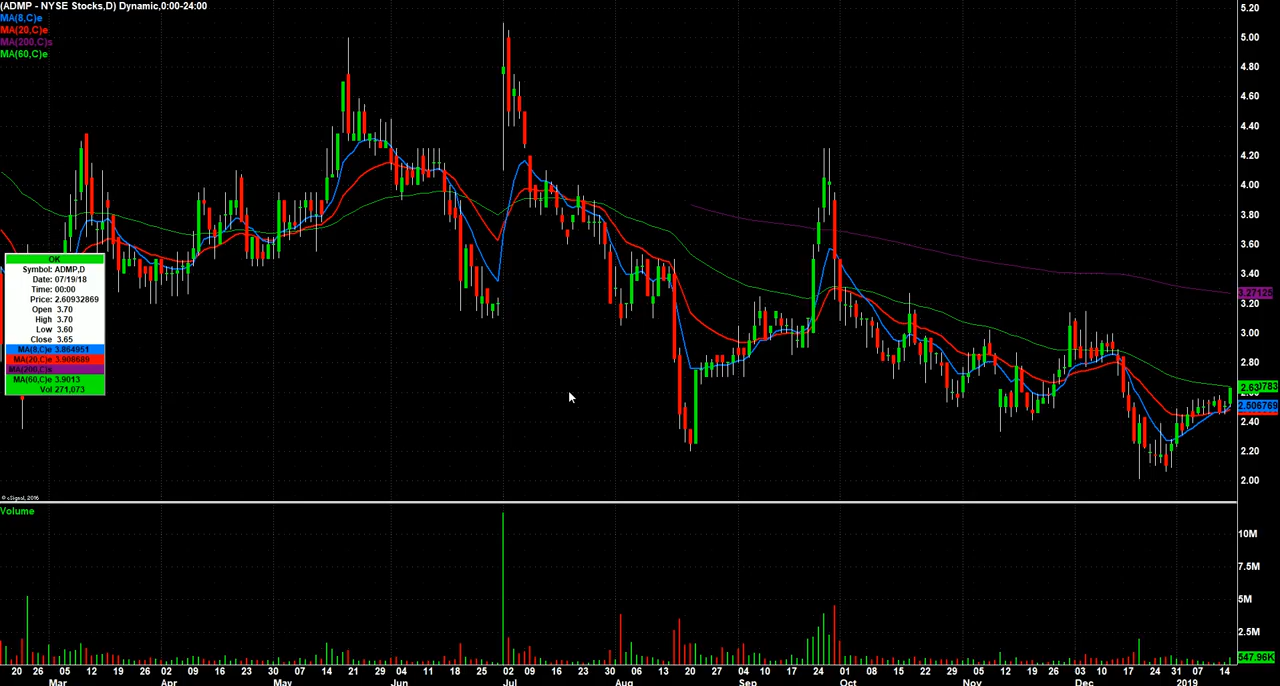 (ADMP - NYSE Stocks,D) Dynamic,0:00-24:00
MA(8,C)e
MA(20,C)e
MA(200,C)s
MA(60,C)e
5.20
5.00
4.80
4.60
4.40
4.20
4.00
3.80
3.60
3.40
3.27125
3.20
3.00
2.80
2.630783
2.506769
2.40
2.20
2.00
OK
Symbol: ADMP,D
Date: 07/19/18
Time: 00:00
Price: 2.60932869
Open 3.70
High 3.70
Low 3.60
Close 3.65
MA(8,C)e 3.864951
MA(20,C)e 3.908689
MA(200,C)s
MA(60,C)e 3.9013
Vol 271,073
© eSignal, 2016
Volume
10M
7.5M
5M
2.5M
547.96K
20 26 05 12 19 26 02 09 16 23 30 07 14 21 29 04 11 18 25 02 09 16 23 30 06 13 20 27 04 10 17 24 01 08 15 22 29 05 12 19 26 03 10 17 24 31 07 14
Mar Apr May Jun Jul Aug Sep Oct Nov Dec 2019